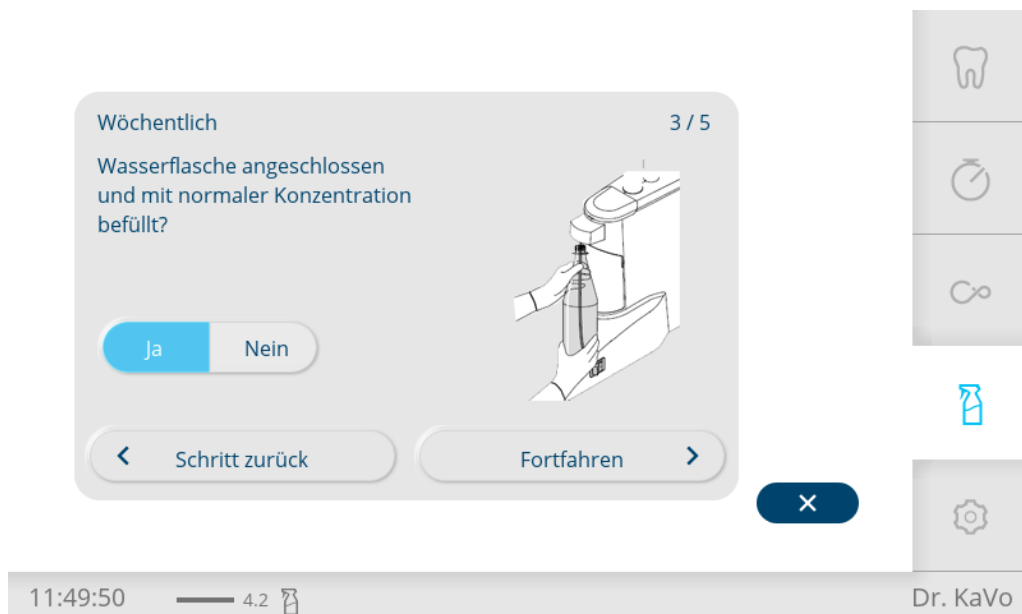 Wöchentlich 3 / 5
Wasserflasche angeschlossen
und mit normaler Konzentration
befüllt?
Ja Nein
Schritt zurück Fortfahren
11:49:50 4.2 Dr. KaVo